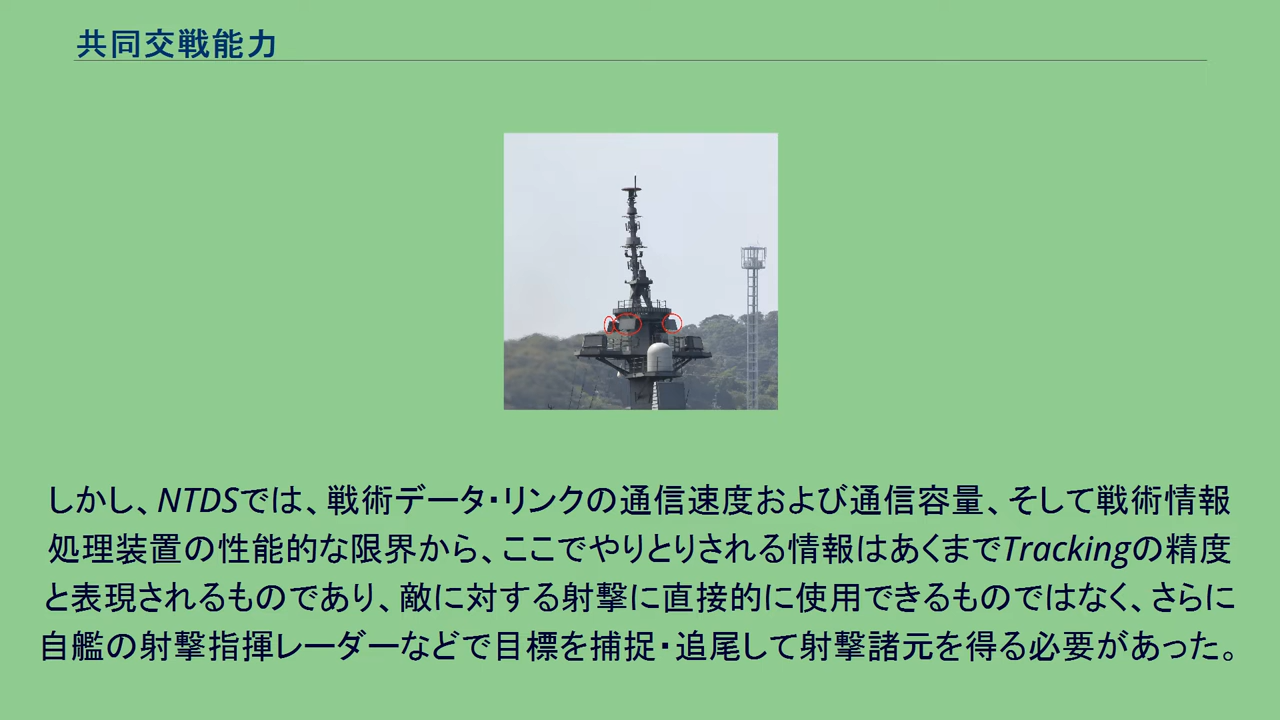 共同交戦能力
しかし、NTDSでは、戦術データ・リンクの通信速度および通信容量、そして戦術情報
処理装置の性能的な限界から、ここでやりとりされる情報はあくまでTrackingの精度
と表現されるものであり、敵に対する射撃に直接的に使用できるものではなく、さらに
自艦の射撃指揮レーダーなどで目標を捕捉・追尾して射撃諸元を得る必要があった。